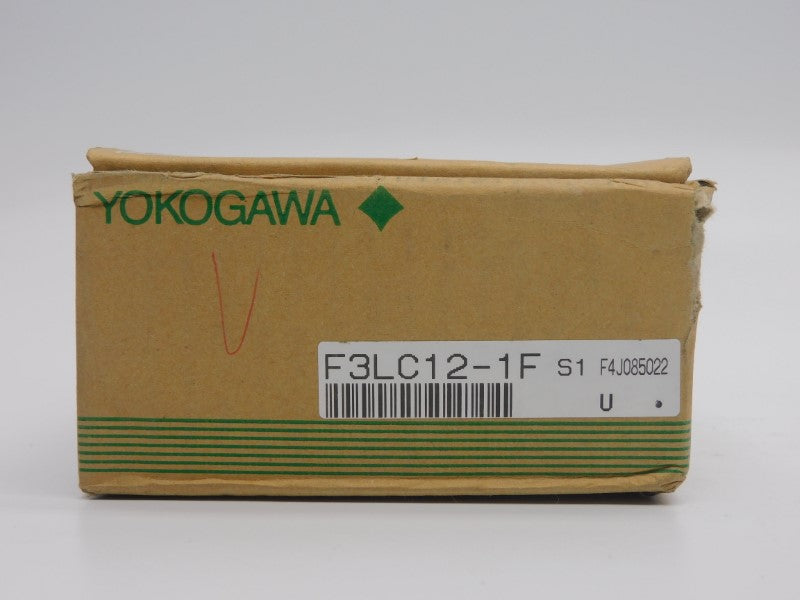 YOKOGAWA
V
F3LC12-1F S1 F4J085022
U